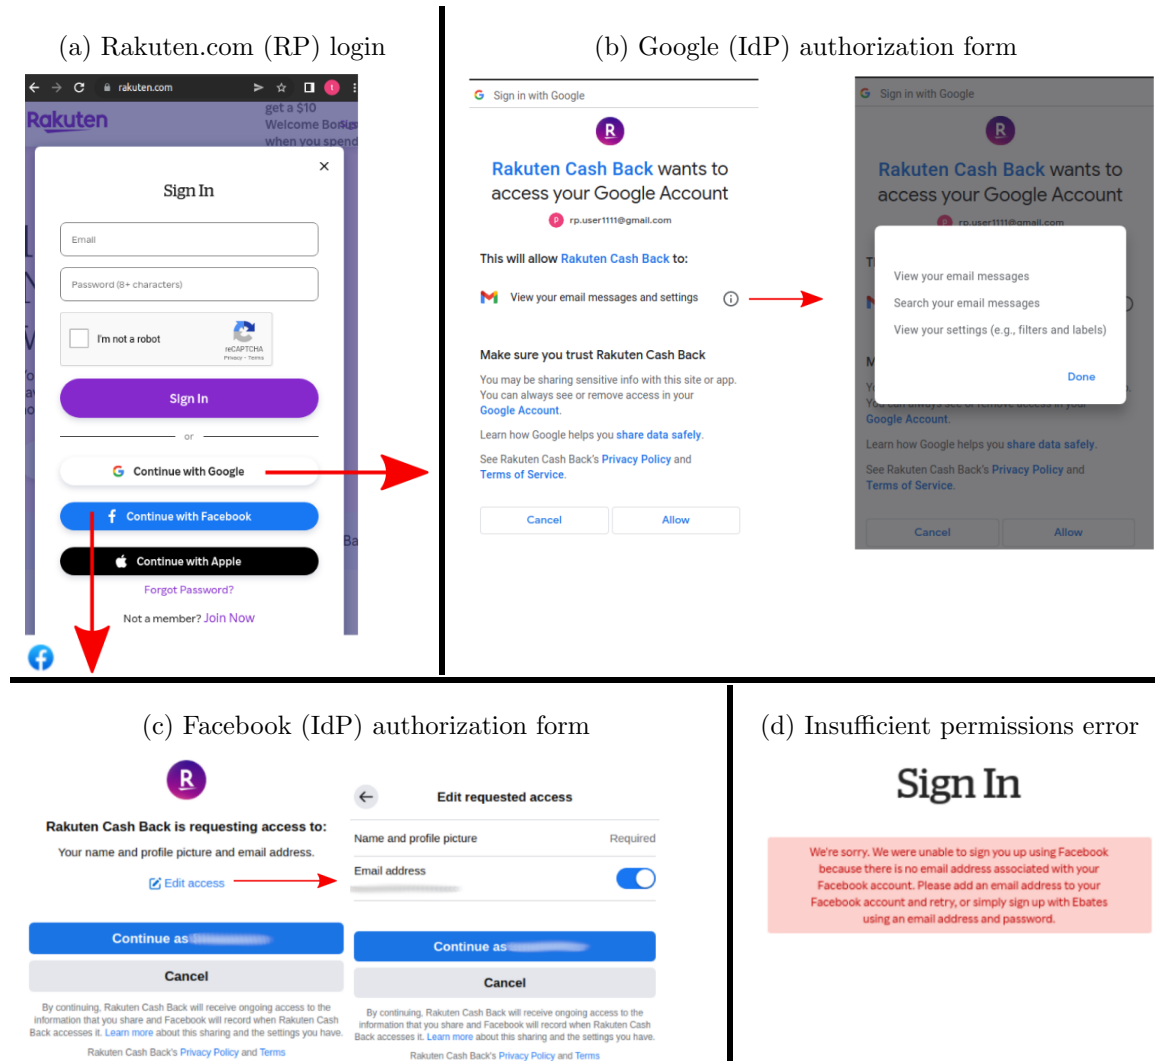 (a) Rakuten.com (RP) login
rakuten.com
Rakuten
get a $10
Welcome Bonus
when you spend
Sign In
Email
Password (8+ characters)
I'm not a robot
reCAPTCHA
Privacy - Terms
Sign In
or
Continue with Google
Continue with Facebook
Continue with Apple
Forgot Password?
Not a member? Join Now
(b) Google (IdP) authorization form
Sign in with Google
Rakuten Cash Back wants to
access your Google Account
rp.user1111@gmail.com
This will allow Rakuten Cash Back to:
View your email messages and settings
Make sure you trust Rakuten Cash Back
You may be sharing sensitive info with this site or app.
You can always see or remove access in your
Google Account.
Learn how Google helps you share data safely.
See Rakuten Cash Back's Privacy Policy and
Terms of Service.
Cancel
Allow
Sign in with Google
Rakuten Cash Back wants to
access your Google Account
rp.user1111@gmail.com
View your email messages
Search your email messages
View your settings (e.g., filters and labels)
Done
You can always see or remove access in your
Google Account.
Learn how Google helps you share data safely.
See Rakuten Cash Back's Privacy Policy and
Terms of Service.
Cancel
Allow
(c) Facebook (IdP) authorization form
Rakuten Cash Back is requesting access to:
Your name and profile picture and email address.
Edit access
Continue as
Cancel
By continuing, Rakuten Cash Back will receive ongoing access to the
information that you share and Facebook will record when Rakuten Cash
Back accesses it. Learn more about this sharing and the settings you have.
Rakuten Cash Back's Privacy Policy and Terms
Edit requested access
Name and profile picture Required
Email address
Continue as
Cancel
By continuing, Rakuten Cash Back will receive ongoing access to the
information that you share and Facebook will record when Rakuten Cash
Back accesses it. Learn more about this sharing and the settings you have.
Rakuten Cash Back's Privacy Policy and Terms
(d) Insufficient permissions error
Sign In
We're sorry. We were unable to sign you up using Facebook
because there is no email address associated with your
Facebook account. Please add an email address to your
Facebook account and retry, or simply sign up with Ebates
using an email address and password.